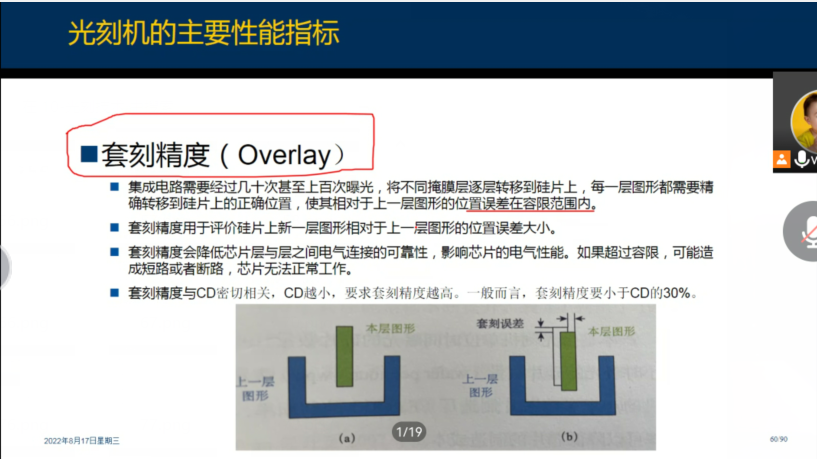 光刻机的主要性能指标
■套刻精度（Overlay）
■ 集成电路需要经过几十次甚至上百次曝光，将不同掩膜层逐层转移到硅片上，每一层图形都需要精
确转移到硅片上的正确位置，使其相对于上一层图形的位置误差在容限范围内。
■ 套刻精度用于评价硅片上新一层图形相对于上一层图形的位置误差大小。
■ 套刻精度会降低芯片层与层之间电气连接的可靠性，影响芯片的电气性能。如果超过容限，可能造
成短路或者断路，芯片无法正常工作。
■ 套刻精度与CD密切相关，CD越小，要求套刻精度越高。一般而言，套刻精度要小于CD的30%。
本层图形
上一层
图形
(a)
套刻误差
本层图形
上一层
图形
(b)
1/19
2022年8月17日星期三
60.90